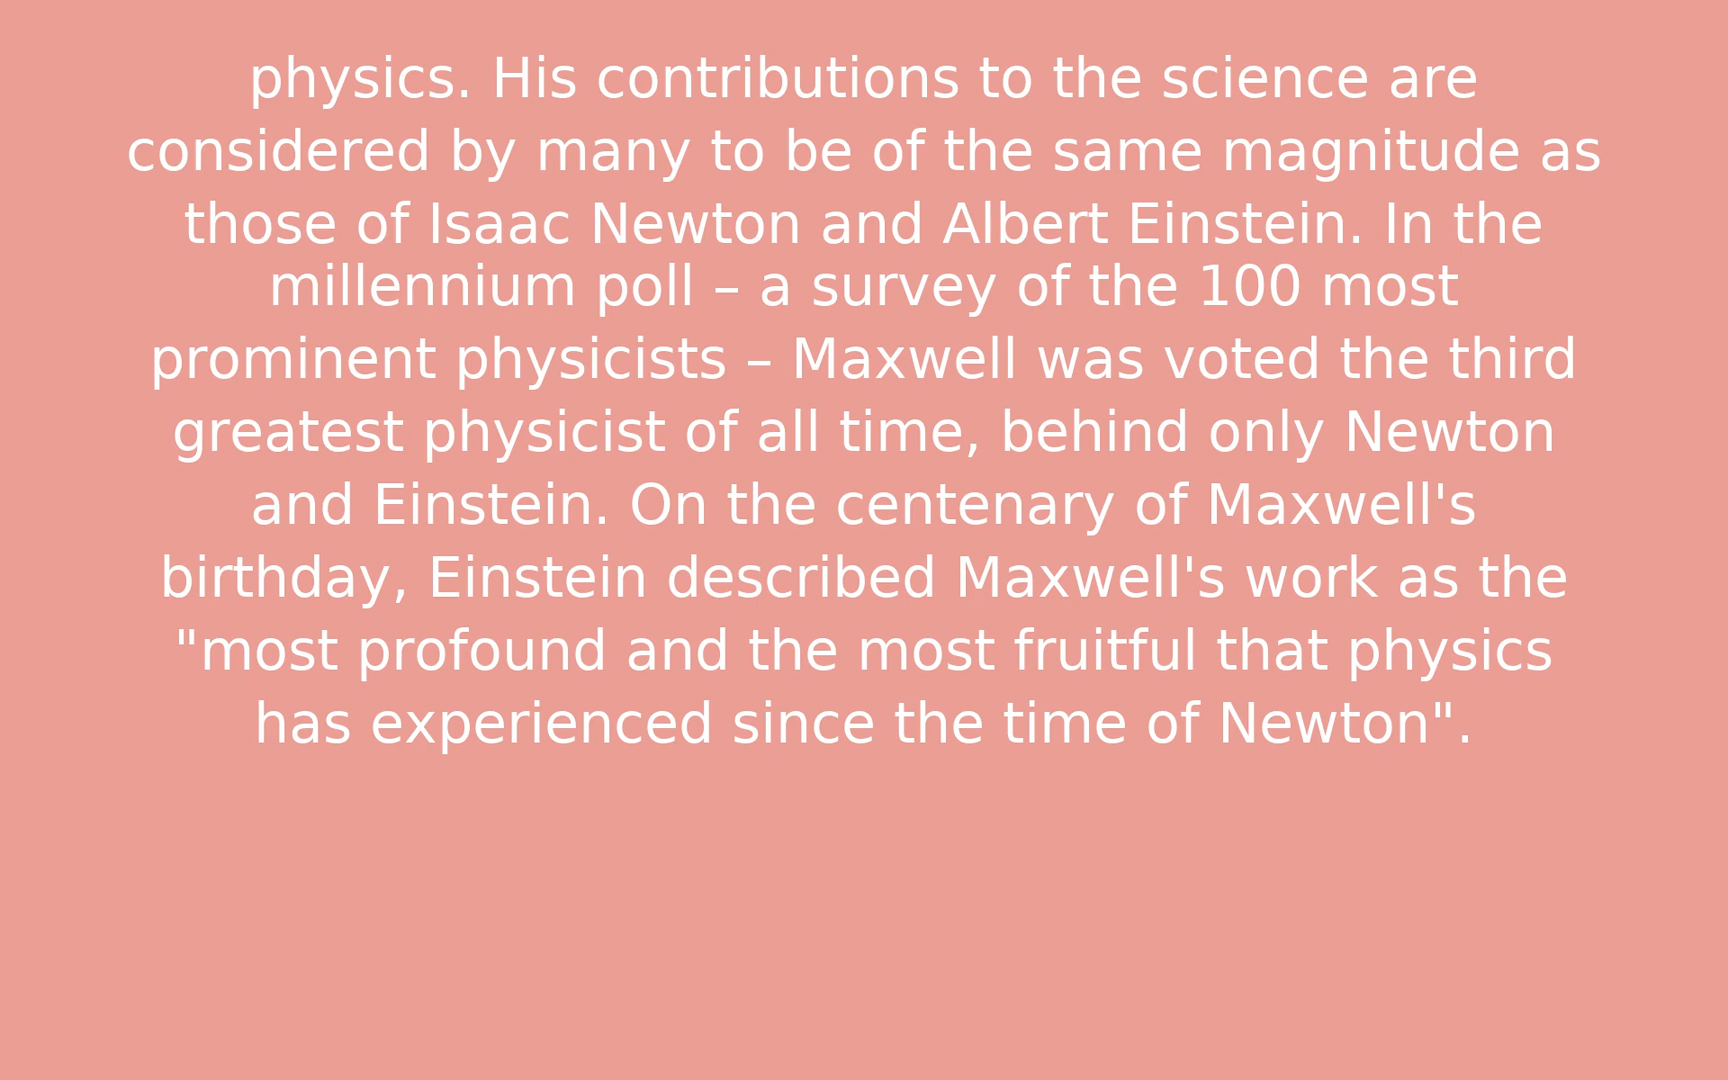 physics. His contributions to the science are
considered by many to be of the same magnitude as
those of Isaac Newton and Albert Einstein. In the
millennium poll – a survey of the 100 most
prominent physicists – Maxwell was voted the third
greatest physicist of all time, behind only Newton
and Einstein. On the centenary of Maxwell's
birthday, Einstein described Maxwell's work as the
"most profound and the most fruitful that physics
has experienced since the time of Newton".